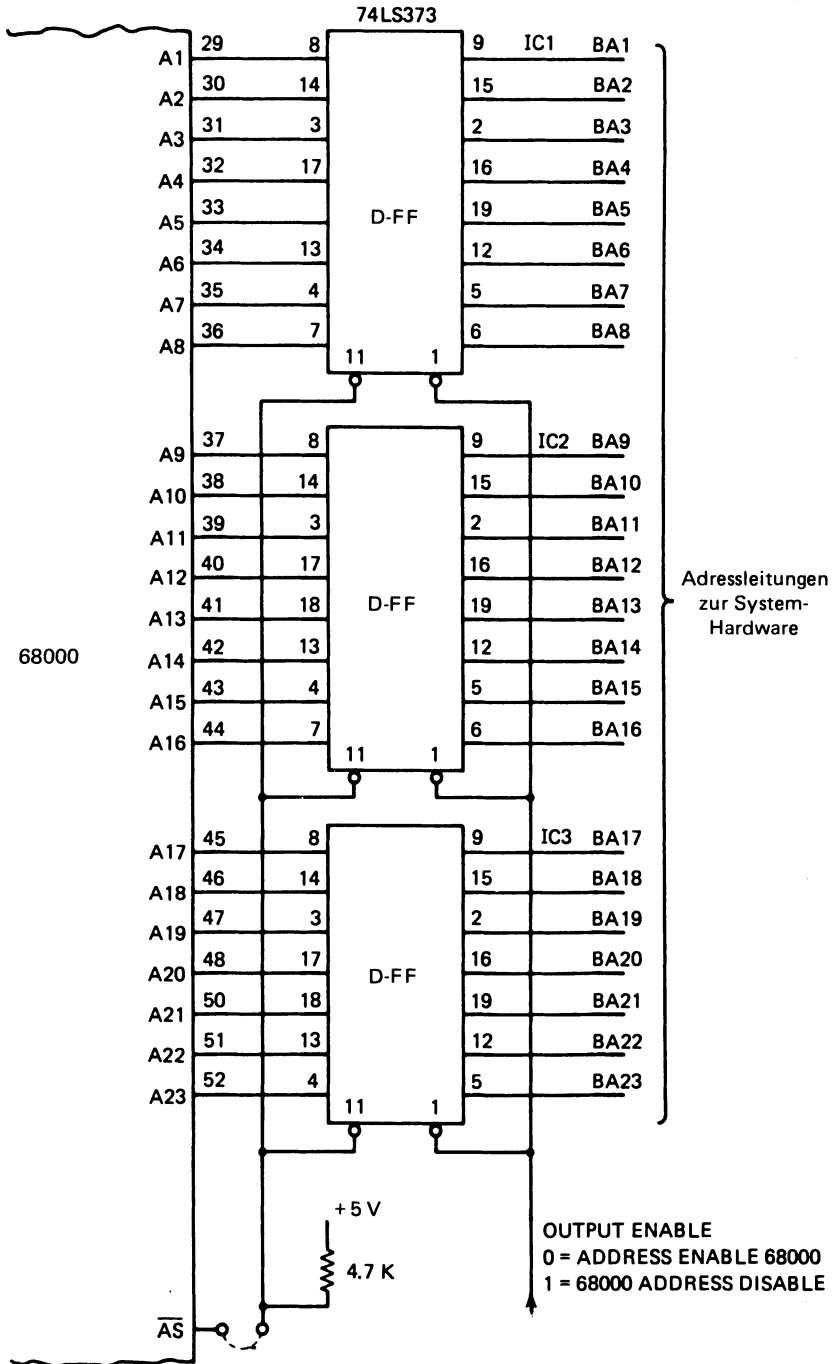 74LS373
A1 29 8 9 IC1 BA1
A2 30 14 15 BA2
A3 31 3 2 BA3
A4 32 17 16 BA4
A5 33 D-FF 19 BA5
A6 34 13 12 BA6
A7 35 4 5 BA7
A8 36 7 6 BA8
11 1
A9 37 8 9 IC2 BA9
A10 38 14 15 BA10
A11 39 3 2 BA11
A12 40 17 16 BA12
A13 41 18 D-FF 19 BA13
A14 42 13 12 BA14
A15 43 4 5 BA15
A16 44 7 6 BA16
11 1
68000
Adressleitungen
zur System-
Hardware
A17 45 8 9 IC3 BA17
A18 46 14 15 BA18
A19 47 3 2 BA19
A20 48 17 16 BA20
A21 50 18 D-FF 19 BA21
A22 51 13 12 BA22
A23 52 4 5 BA23
11 1
+5 V
4.7 K
OUTPUT ENABLE
0 = ADDRESS ENABLE 68000
1 = 68000 ADDRESS DISABLE
AS